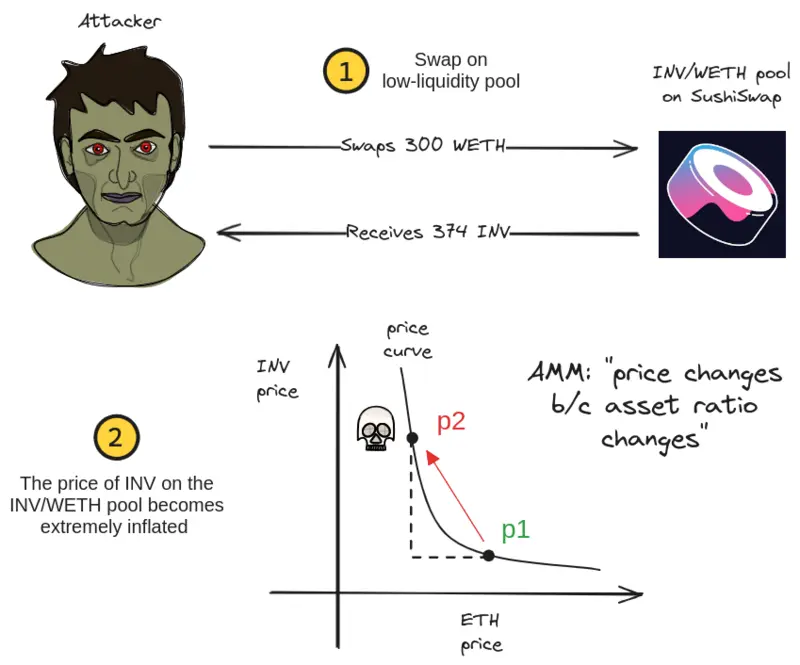 Attacker
1
Swap on
low-liquidity pool
INV/WETH pool
on SushiSwap
Swaps 300 WETH
Receives 374 INV
price
curve
INV
price
AMM: "price changes
b/c asset ratio
changes"
p2
2
The price of INV on the
INV/WETH pool becomes
extremely inflated
p1
ETH
price